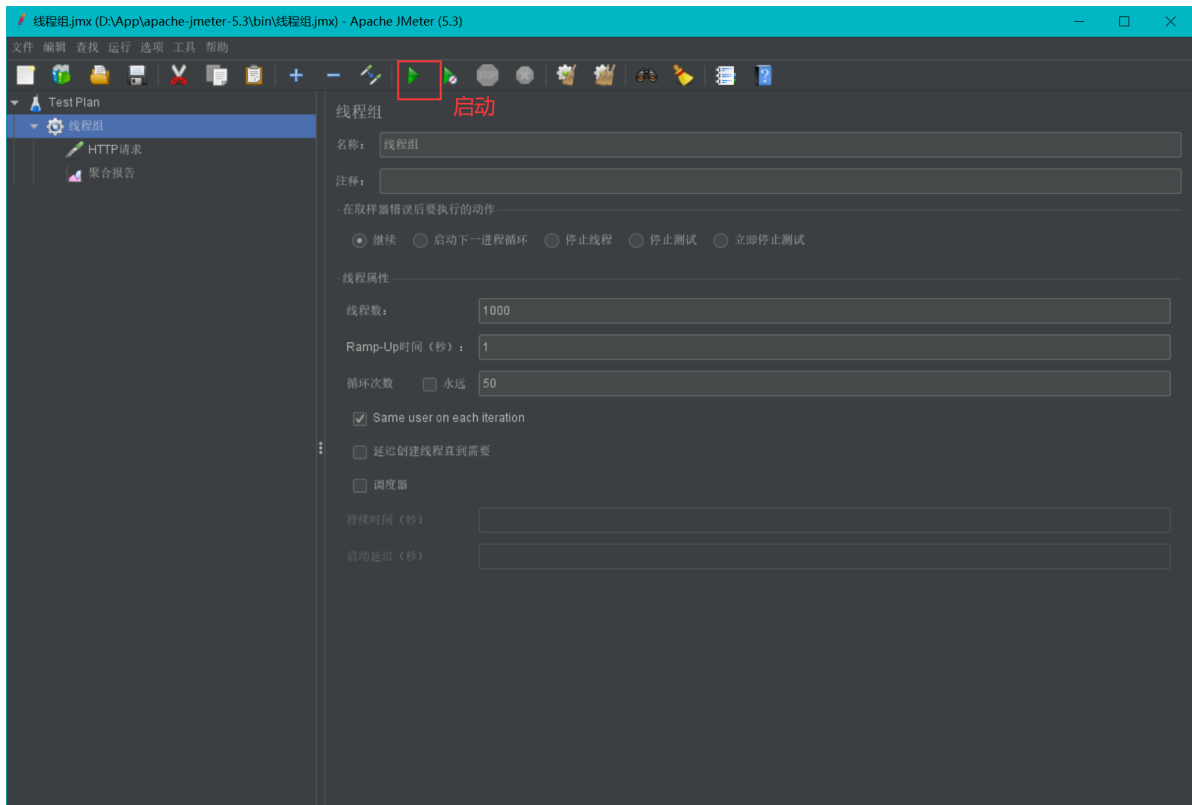 线程组.jmx (D:\App\apache-jmeter-5.3\bin\线程组.jmx) - Apache JMeter (5.3)
文件 编辑 查找 运行 选项 工具 帮助
STOP
启动
Test Plan
线程组
HTTP请求
聚合报告
线程组
名称： 线程组
注释：
在取样器错误后要执行的动作
继续 启动下一进程循环 停止线程 停止测试 立即停止测试
线程属性
线程数： 1000
Ramp-Up时间（秒）： 1
循环次数 永远 50
Same user on each iteration
延迟创建线程直到需要
调度器
持续时间（秒）
启动延迟（秒）